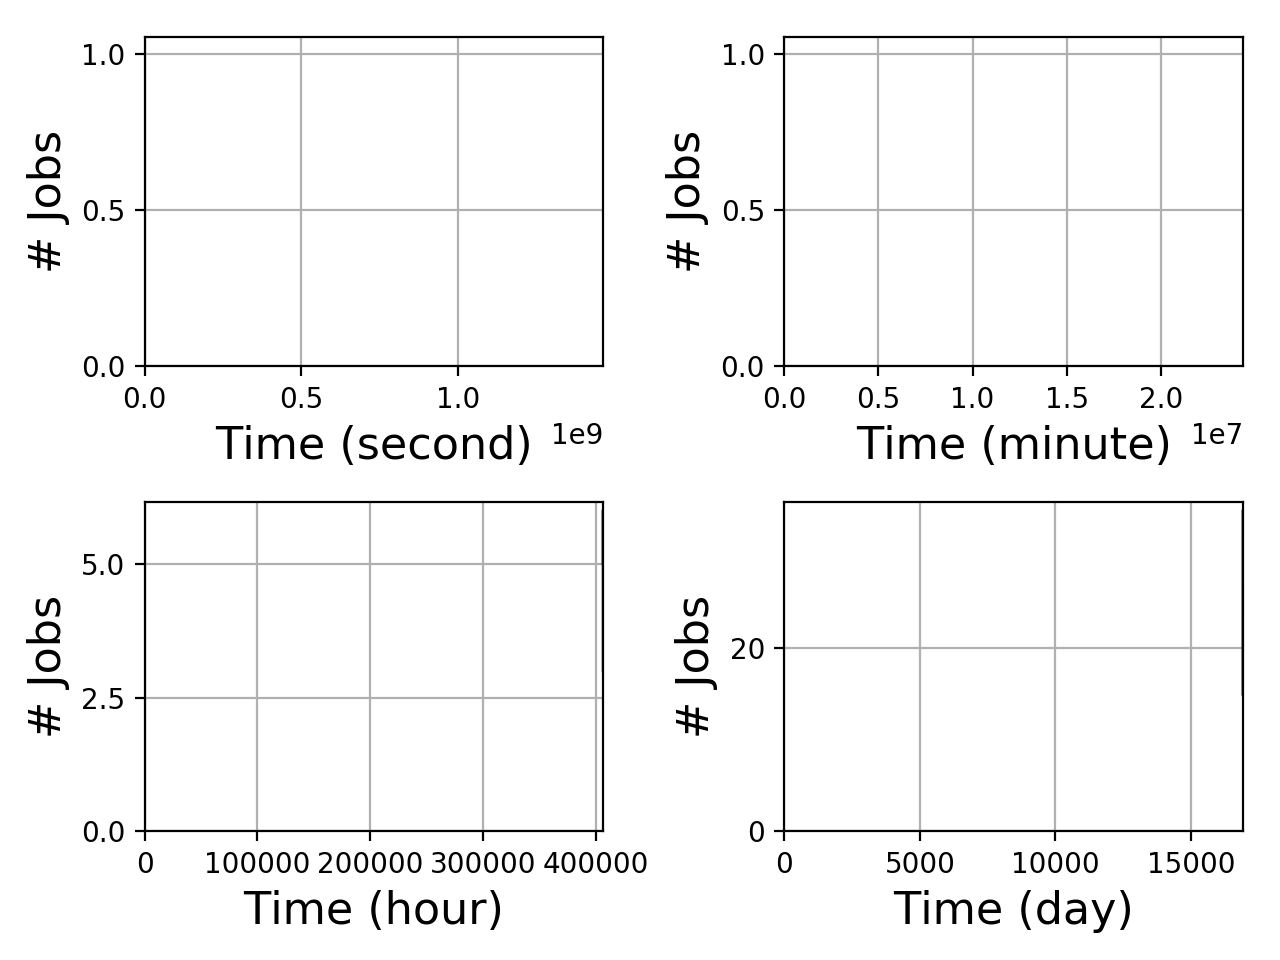 1.0
0.5
0.0
# Jobs
0.0 0.5 1.0
Time (second) 1e9
1.0
0.5
0.0
# Jobs
0.0 0.5 1.0 1.5 2.0
Time (minute) 1e7
5.0
2.5
0.0
# Jobs
0 100000 200000 300000 400000
Time (hour)
20
0
# Jobs
0 5000 10000 15000
Time (day)